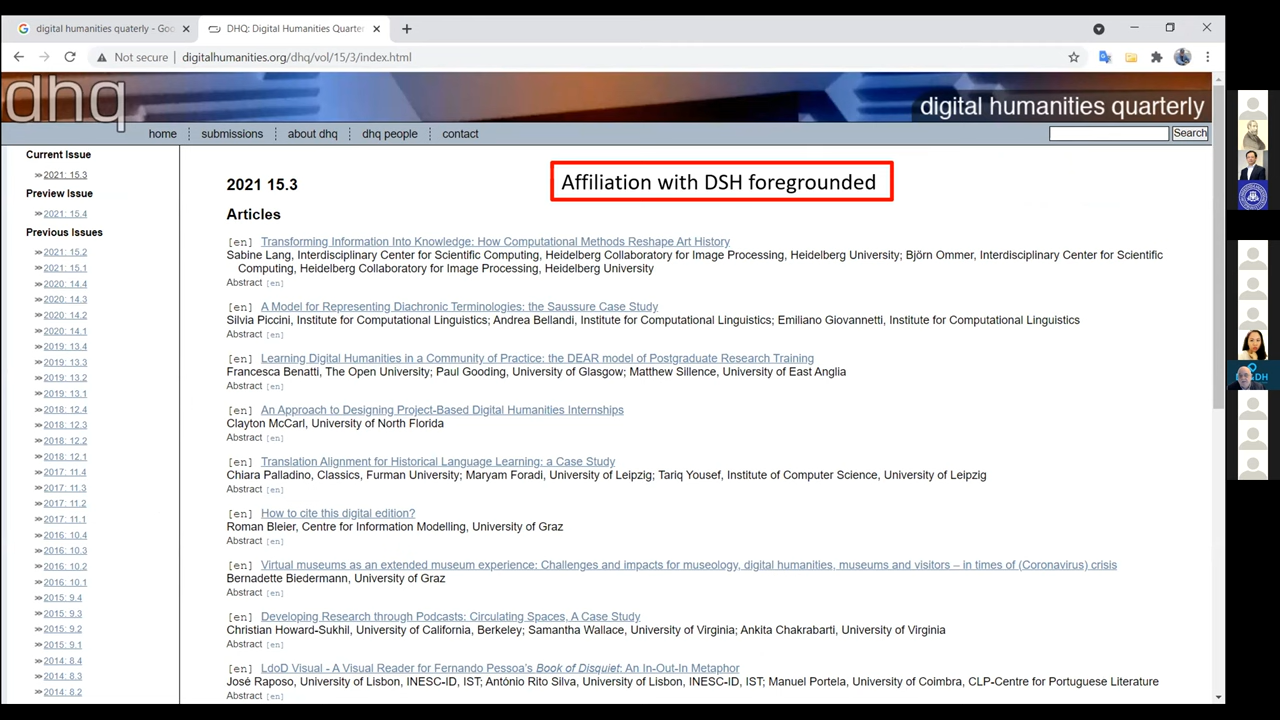 digital humanities quaterly - Goo
DHQ: Digital Humanities Quarte
Not secure
digitalhumanities.org/dhq/vol/15/3/index.html
dhq
digital humanities quarterly
home
submissions
about dhq
dhq people
contact
Search
Current Issue
>>2021: 15.3
Preview Issue
>>2021: 15.4
Previous Issues
>>2021: 15.2
>>2021: 15.1
>>2020: 14.4
>>2020: 14.3
>>2020: 14.2
>>2020: 14.1
>>2019: 13.4
>>2019: 13.3
>>2019: 13.2
>>2019: 13.1
>>2018: 12.4
>>2018: 12.3
>>2018: 12.2
>>2018: 12.1
>>2017: 11.4
>>2017: 11.3
>>2017: 11.2
>>2017: 11.1
>>2016: 10.4
>>2016: 10.3
>>2016: 10.2
>>2016: 10.1
>>2015: 9.4
>>2015: 9.3
>>2015: 9.2
>>2015: 9.1
>>2014: 8.4
>>2014: 8.3
>>2014: 8.2
Affiliation with DSH foregrounded
2021 15.3
Articles
[en] Transforming Information Into Knowledge: How Computational Methods Reshape Art History
Sabine Lang, Interdisciplinary Center for Scientific Computing, Heidelberg Collaboratory for Image Processing, Heidelberg University; Björn Ommer, Interdisciplinary Center for Scientific
Computing, Heidelberg Collaboratory for Image Processing, Heidelberg University
Abstract [en]
[en] A Model for Representing Diachronic Terminologies: the Saussure Case Study
Silvia Piccini, Institute for Computational Linguistics; Andrea Bellandi, Institute for Computational Linguistics; Emiliano Giovannetti, Institute for Computational Linguistics
Abstract [en]
[en] Learning Digital Humanities in a Community of Practice: the DEAR model of Postgraduate Research Training
Francesca Benatti, The Open University; Paul Gooding, University of Glasgow; Matthew Sillence, University of East Anglia
Abstract [en]
[en] An Approach to Designing Project-Based Digital Humanities Internships
Clayton McCarl, University of North Florida
Abstract [en]
[en] Translation Alignment for Historical Language Learning: a Case Study
Chiara Palladino, Classics, Furman University; Maryam Foradi, University of Leipzig; Tariq Yousef, Institute of Computer Science, University of Leipzig
Abstract [en]
[en] How to cite this digital edition?
Roman Bleier, Centre for Information Modelling, University of Graz
Abstract [en]
[en] Virtual museums as an extended museum experience: Challenges and impacts for museology, digital humanities, museums and visitors – in times of (Coronavirus) crisis
Bernadette Biedermann, University of Graz
Abstract [en]
[en] Developing Research through Podcasts: Circulating Spaces, A Case Study
Christian Howard-Sukhil, University of California, Berkeley; Samantha Wallace, University of Virginia; Ankita Chakrabarti, University of Virginia
Abstract [en]
[en] LdoD Visual - A Visual Reader for Fernando Pessoa's Book of Disquiet: An In-Out-In Metaphor
José Raposo, University of Lisbon, INESC-ID, IST; António Rito Silva, University of Lisbon, INESC-ID, IST; Manuel Portela, University of Coimbra, CLP-Centre for Portuguese Literature
Abstract [en]